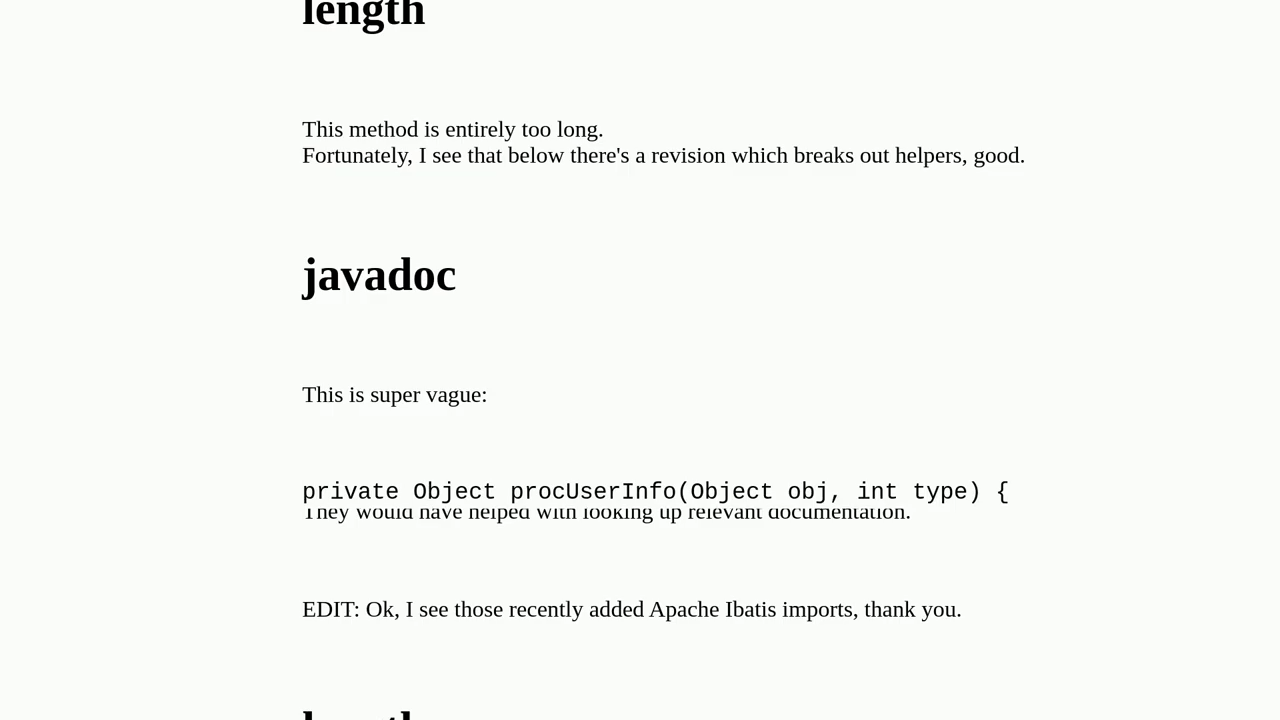 length
This method is entirely too long.
Fortunately, I see that below there's a revision which breaks out helpers, good.
javadoc
This is super vague:
private Object procUserInfo(Object obj, int type) {
They would have helped with looking up relevant documentation.
EDIT: Ok, I see those recently added Apache Ibatis imports, thank you.
length